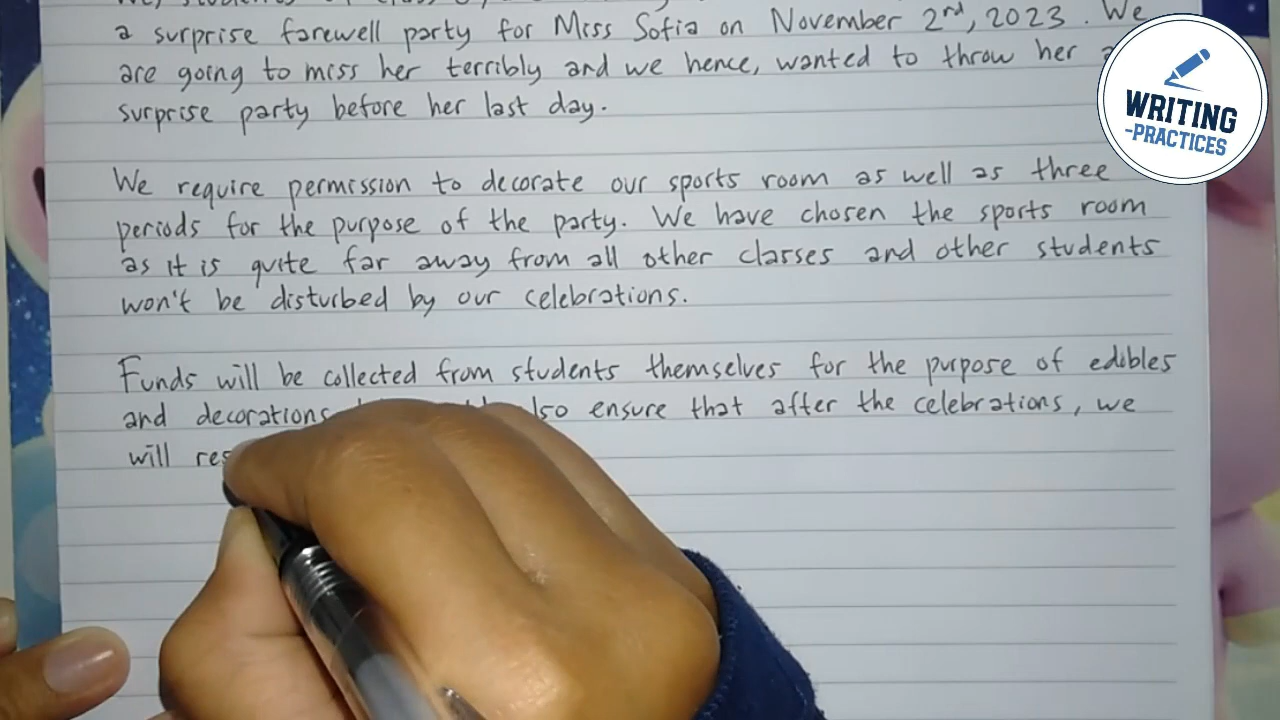 a surprise farewell party for Miss Sofia on November 2nd, 2023. We
are going to miss her terribly and we hence, wanted to throw her a
surprise party before her last day.
We require permission to decorate our sports room as well as three
periods for the purpose of the party. We have chosen the sports room
as it is quite far away from all other classes and other students
won't be disturbed by our celebrations.
Funds will be collected from students themselves for the purpose of edibles
and decorations ensure that after the celebrations, we
will
WRITING
-PRACTICES